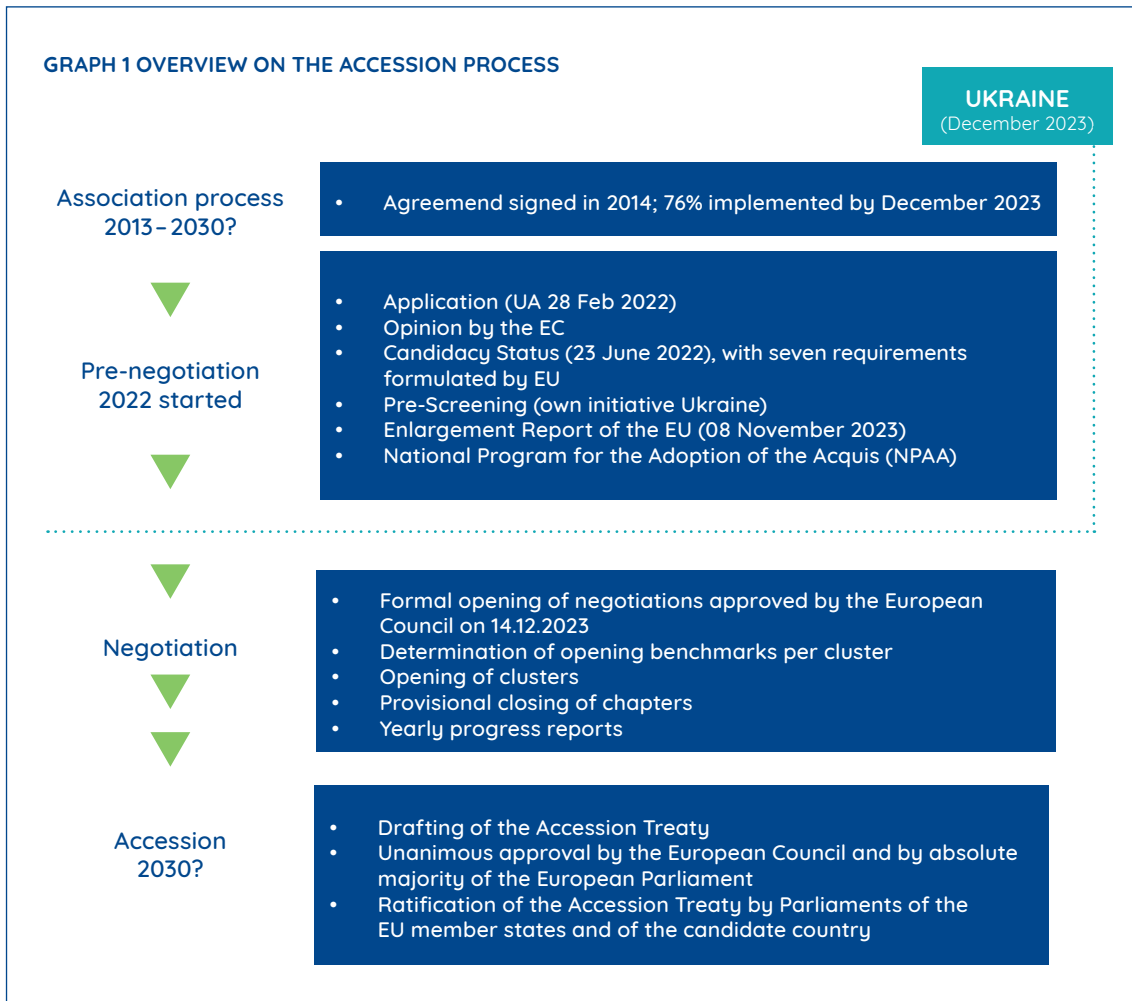 GRAPH 1 OVERVIEW ON THE ACCESSION PROCESS
UKRAINE
(December 2023)
Association process
2013–2030?
• Agreemend signed in 2014; 76% implemented by December 2023
Pre-negotiation
2022 started
• Application (UA 28 Feb 2022)
• Opinion by the EC
• Candidacy Status (23 June 2022), with seven requirements
formulated by EU
• Pre-Screening (own initiative Ukraine)
• Enlargement Report of the EU (08 November 2023)
• National Program for the Adoption of the Acquis (NPAA)
Negotiation
• Formal opening of negotiations approved by the European
Council on 14.12.2023
• Determination of opening benchmarks per cluster
• Opening of clusters
• Provisional closing of chapters
• Yearly progress reports
Accession
2030?
• Drafting of the Accession Treaty
• Unanimous approval by the European Council and by absolute
majority of the European Parliament
• Ratification of the Accession Treaty by Parliaments of the
EU member states and of the candidate country